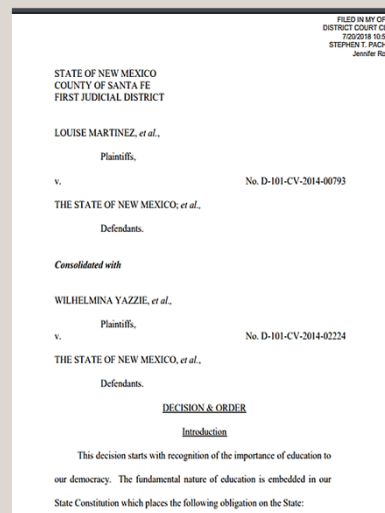 FILED IN MY OF
DISTRICT COURT CL
7/20/2018 10:5
STEPHEN T. PACH
Jennifer Ro
STATE OF NEW MEXICO
COUNTY OF SANTA FE
FIRST JUDICIAL DISTRICT
LOUISE MARTINEZ, et al.,
Plaintiffs,
v. No. D-101-CV-2014-00793
THE STATE OF NEW MEXICO; et al.,
Defendants.
Consolidated with
WILHELMINA YAZZIE, et al.,
Plaintiffs,
v. No. D-101-CV-2014-02224
THE STATE OF NEW MEXICO, et al.,
Defendants.
DECISION & ORDER
Introduction
This decision starts with recognition of the importance of education to
our democracy. The fundamental nature of education is embedded in our
State Constitution which places the following obligation on the State: